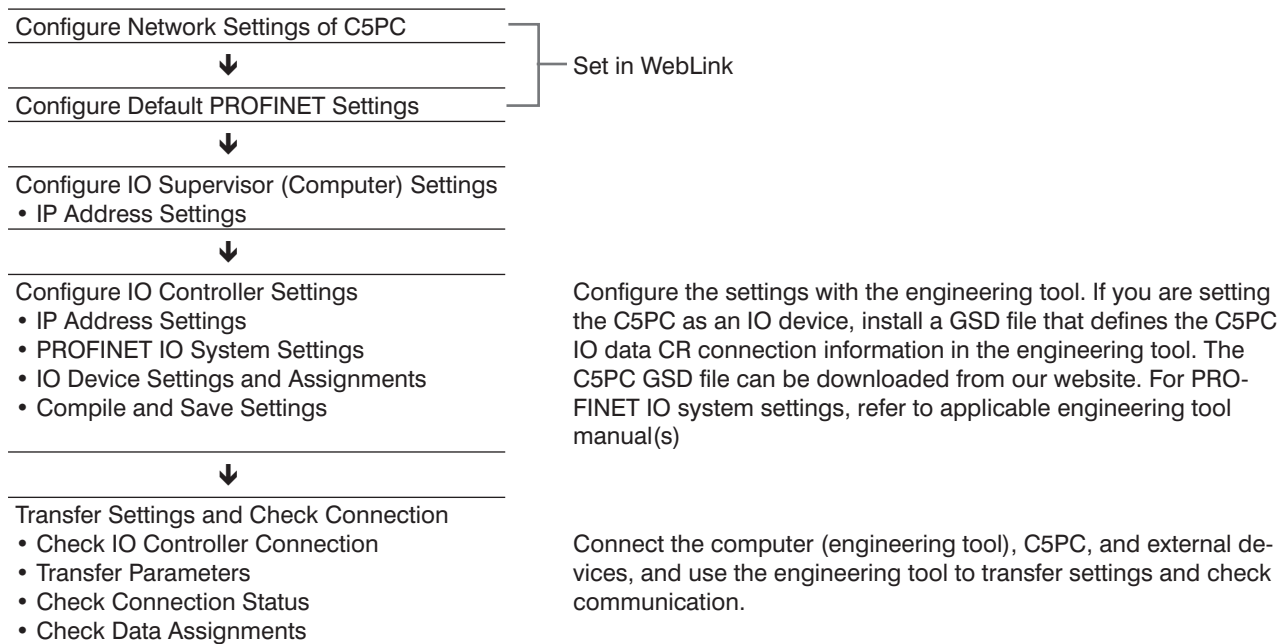 Configure Network Settings of C5PC
Set in WebLink
Configure Default PROFINET Settings
Configure IO Supervisor (Computer) Settings
• IP Address Settings
Configure IO Controller Settings
• IP Address Settings
• PROFINET IO System Settings
• IO Device Settings and Assignments
• Compile and Save Settings
Configure the settings with the engineering tool. If you are setting
the C5PC as an IO device, install a GSD file that defines the C5PC
IO data CR connection information in the engineering tool. The
C5PC GSD file can be downloaded from our website. For PRO-
FINET IO system settings, refer to applicable engineering tool
manual(s)
Transfer Settings and Check Connection
• Check IO Controller Connection
• Transfer Parameters
• Check Connection Status
• Check Data Assignments
Connect the computer (engineering tool), C5PC, and external de-
vices, and use the engineering tool to transfer settings and check
communication.